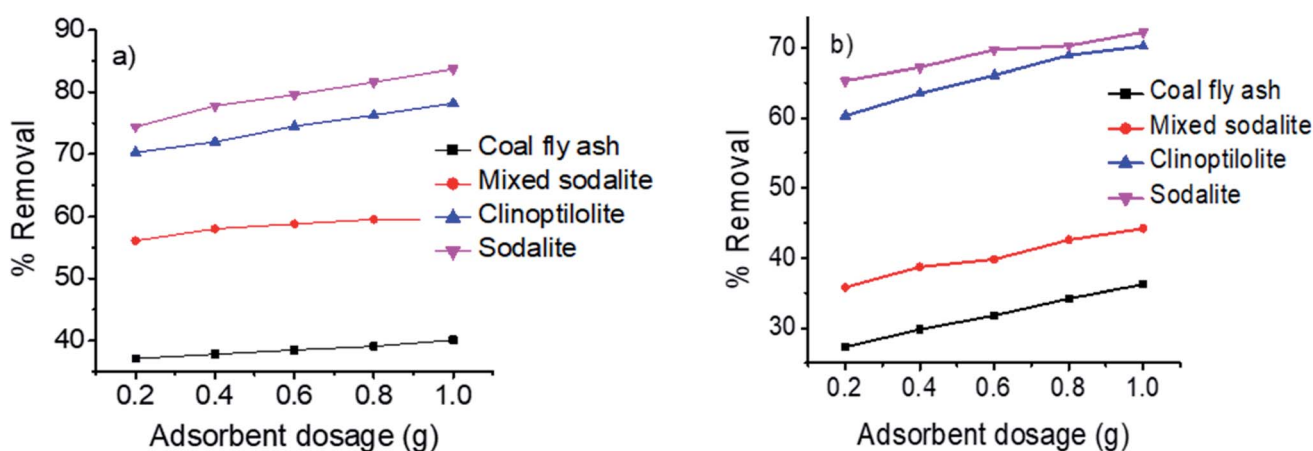 a)
% Removal
90
80
70
60
50
40
0.2 0.4 0.6 0.8 1.0
Adsorbent dosage (g)
Coal fly ash
Mixed sodalite
Clinoptilolite
Sodalite
b)
% Removal
70
60
50
40
30
0.2 0.4 0.6 0.8 1.0
Adsorbent dosage (g)
Coal fly ash
Mixed sodalite
Clinoptilolite
Sodalite